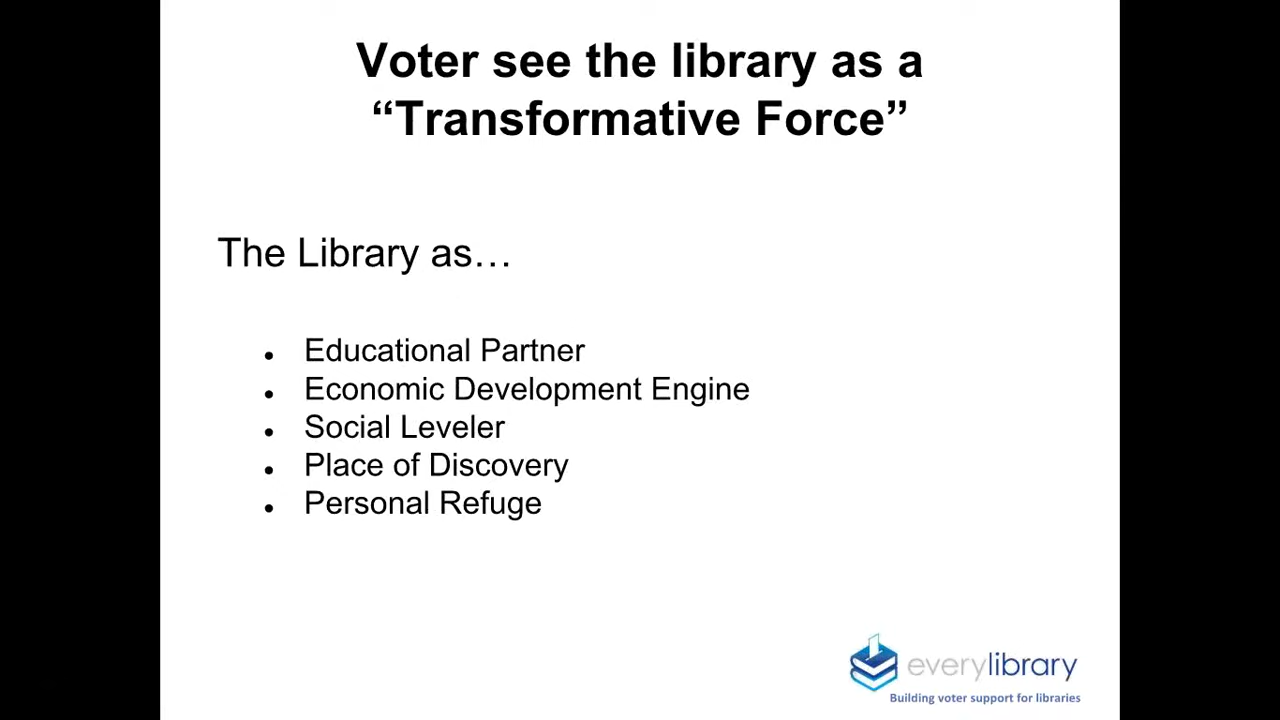 Voter see the library as a
“Transformative Force”
The Library as…
● Educational Partner
● Economic Development Engine
● Social Leveler
● Place of Discovery
● Personal Refuge
everylibrary
Building voter support for libraries